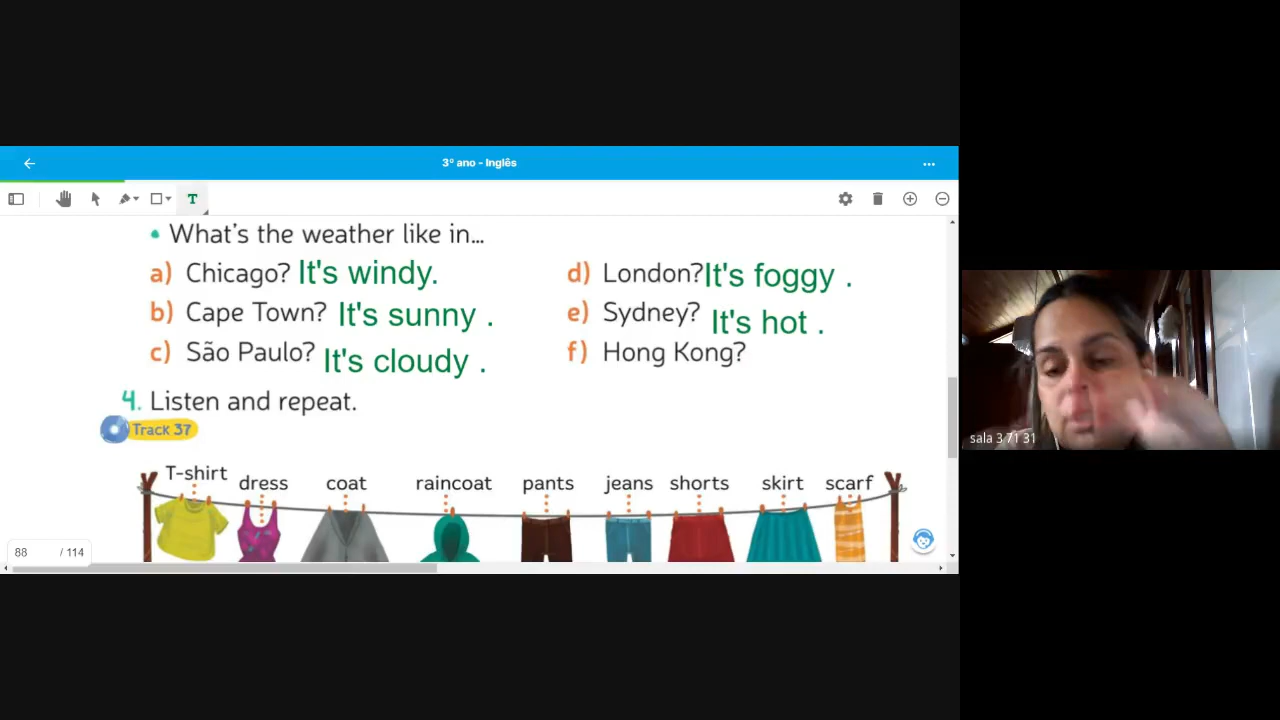 3º ano - Inglês
T
What's the weather like in...
a) Chicago? It's windy.
d) London? It's foggy .
b) Cape Town? It's sunny .
e) Sydney? It's hot .
c) São Paulo? It's cloudy .
f) Hong Kong?
4. Listen and repeat.
Track 37
T-shirt dress coat raincoat pants jeans shorts skirt scarf
88 / 114
sala 3 71 31